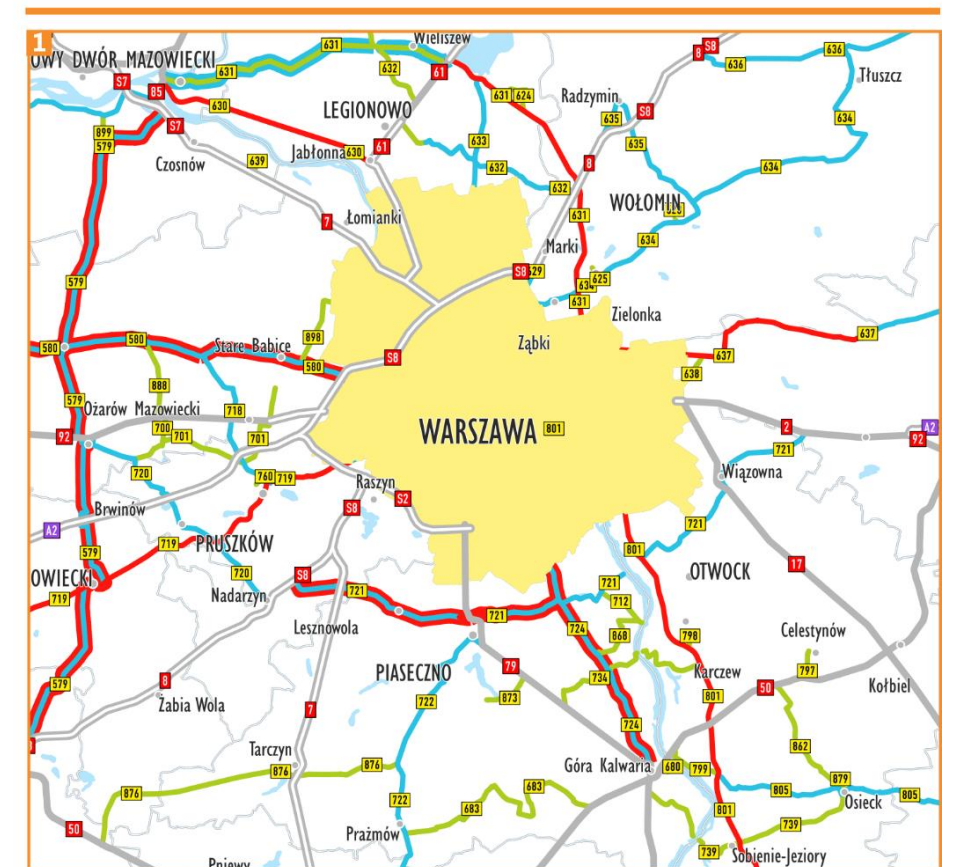 1
Wieliszew
631
631
S8
8
636
636
OWY DWÓR MAZOWIECKI
632
61
Tłuszcz
S7
85
631
631
624
Radzymin
630
LEGIONOWO
635
S8
634
899
S7
579
Czosnów
639
Jabłonna
630
61
633
635
632
8
634
632
WOŁOMIN
7
Łomianki
631
634
Marki
579
S8
629
634
625
631
Zielonka
580
580
Stare Babice
898
Ząbki
637
637
S8
580
638
888
579
Ożarów Mazowiecki
718
92
700
701
701
WARSZAWA
801
2
A2
92
720
721
760
719
Raszyn
Wiązowna
Brwinów
S8
S2
A2
721
579
719
PRUSZKÓW
801
OWIECKI
720
S8
OTWOCK
17
719
Nadarzyn
721
721
712
Lesznowola
721
724
868
798
Celestynów
PIASECZNO
79
Karczew
797
579
8
734
801
50
Kołbiel
Żabia Wola
722
873
7
724
862
Tarczyn
876
876
Góra Kalwaria
680
799
879
876
722
683
683
801
805
Osieck
805
50
Prażmów
739
739
Pniewy
Sobienie-Jeziory